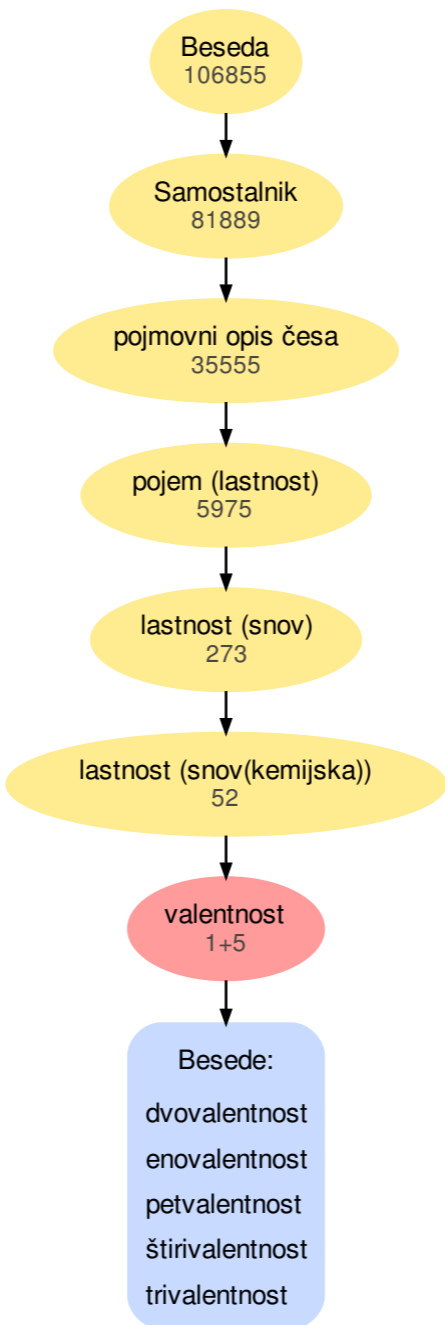 Beseda
106855
Samostalnik
81889
pojmovni opis česa
35555
pojem (lastnost)
5975
lastnost (snov)
273
lastnost (snov(kemijska))
52
valentnost
1+5
Besede:
dvovalentnost
enovalentnost
petvalentnost
štirivalentnost
trivalentnost